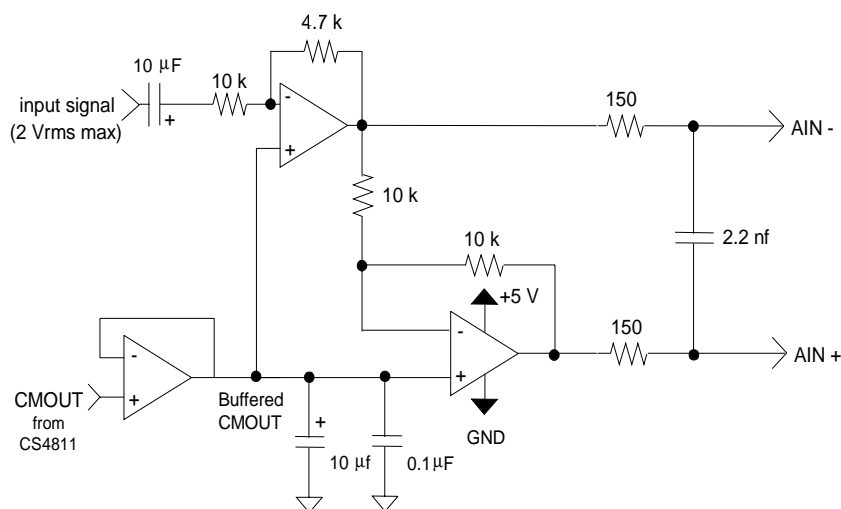 4.7 k
10 μF
10 k
input signal
(2 Vrms max)
+
-
+
150
AIN -
10 k
2.2 nf
10 k
+5 V
150
-
+
AIN +
GND
-
+
CMOUT
from
CS4811
Buffered
CMOUT
+
10 μf
0.1μF